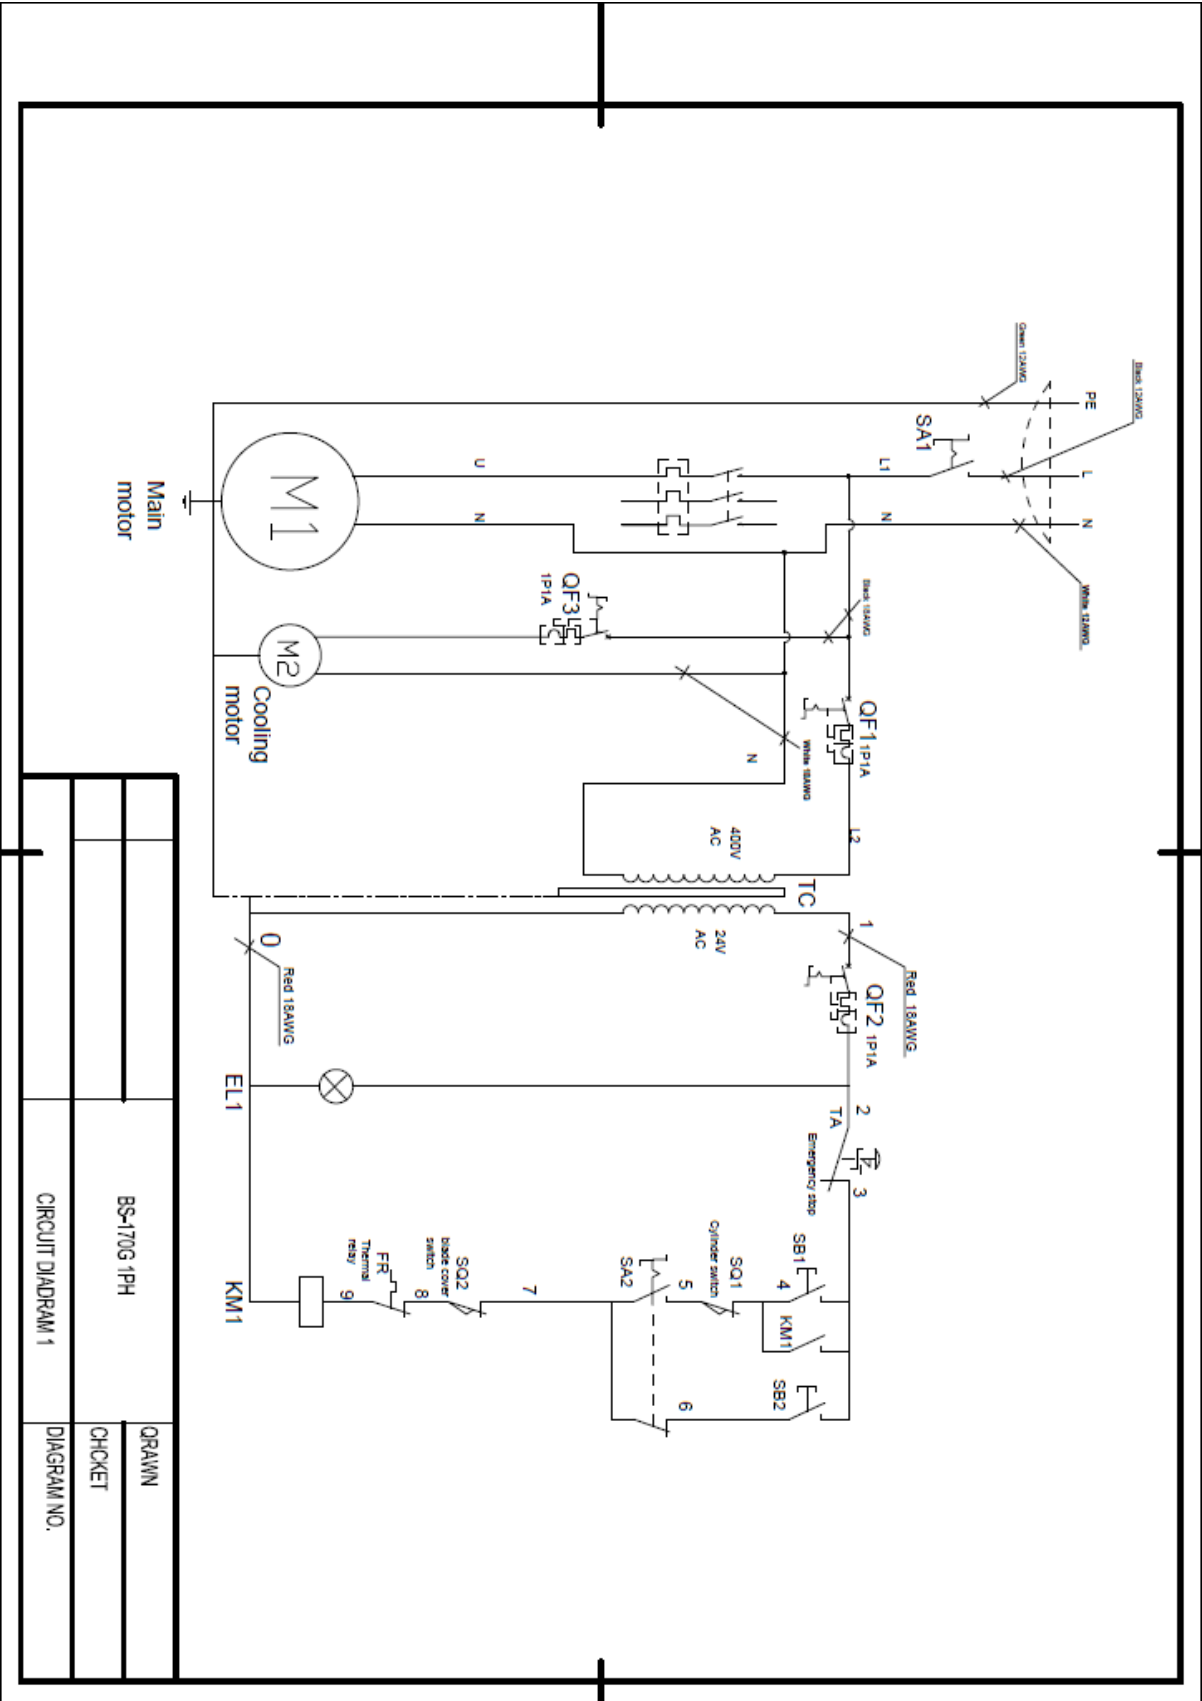 Black 12AWG
Green 12AWG
PE
L
N
White 12AWG
SA1
L1
N
Black 18AWG
QF1
1P1A
L2
White 18AWG
N
U
N
QF3
1P1A
M1
Main
motor
M2
Cooling
motor
TC
400V
AC
24V
AC
1
Red 18AWG
QF2
1P1A
0
Red 18AWG
EL1
2
TA
Emergency stop
3
SB1
4
KM1
SB2
SQ1
Cylinder switch
5
6
SA2
7
SQ2
blade cover
switch
8
FR
Thermal
relay
9
KM1
BS-170G 1PH
CIRCUIT DIADRAM 1
QRAWN
CHCKET
DIAGRAM NO.